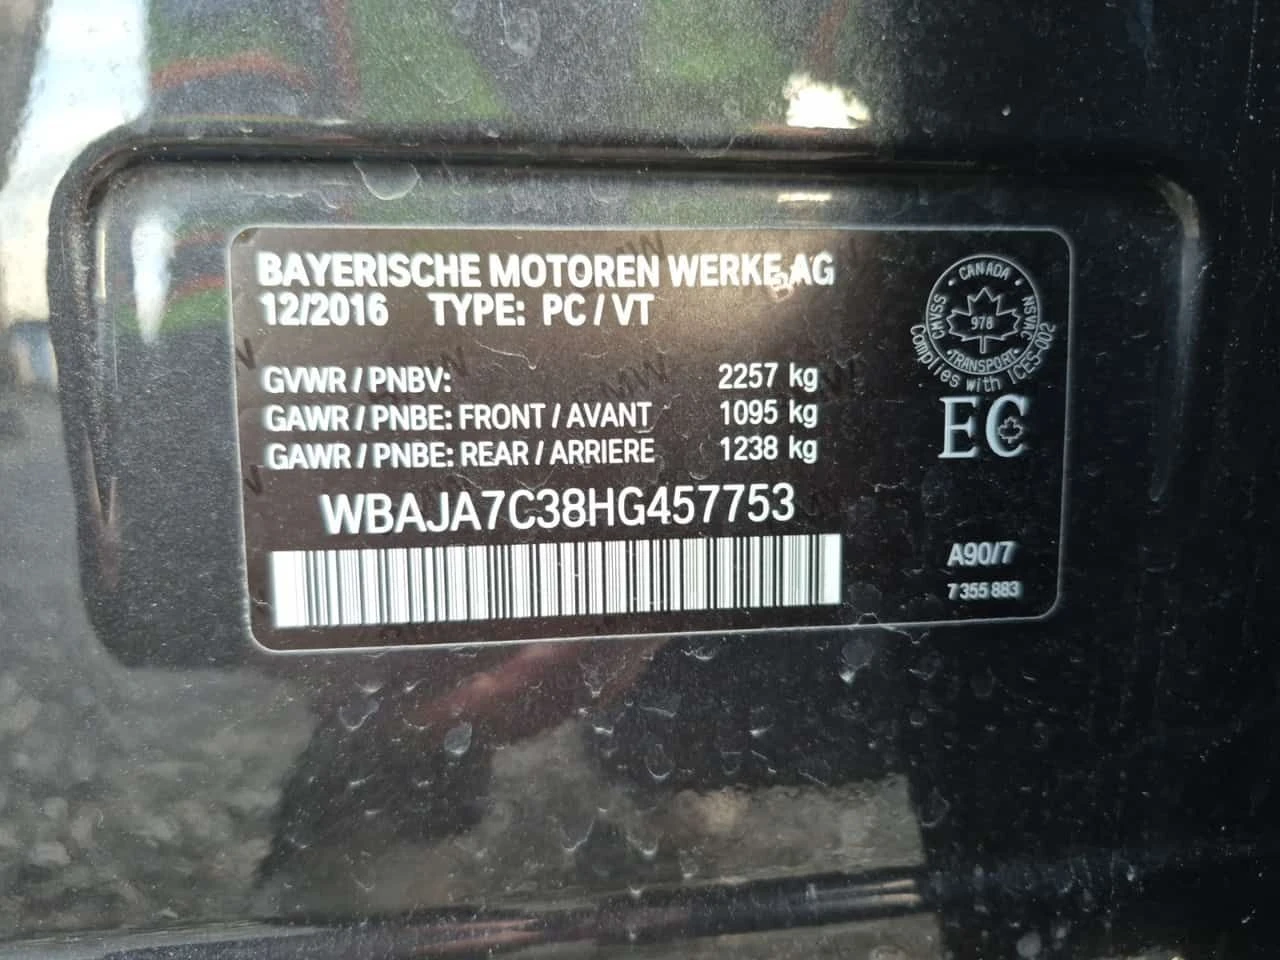 BAYERISCHE MOTOREN WERKE AG
12/2016 TYPE: PC / VT
GVWR / PNBV: 2257 kg
GAWR / PNBE: FRONT / AVANT 1095 kg
GAWR / PNBE: REAR / ARRIERE 1238 kg
WBAJA7C38HG457753
CANADA
CMVSS NSVAC
978
TRANSPORT
Complies with ICES-002
EC
A90/7
7 355 883